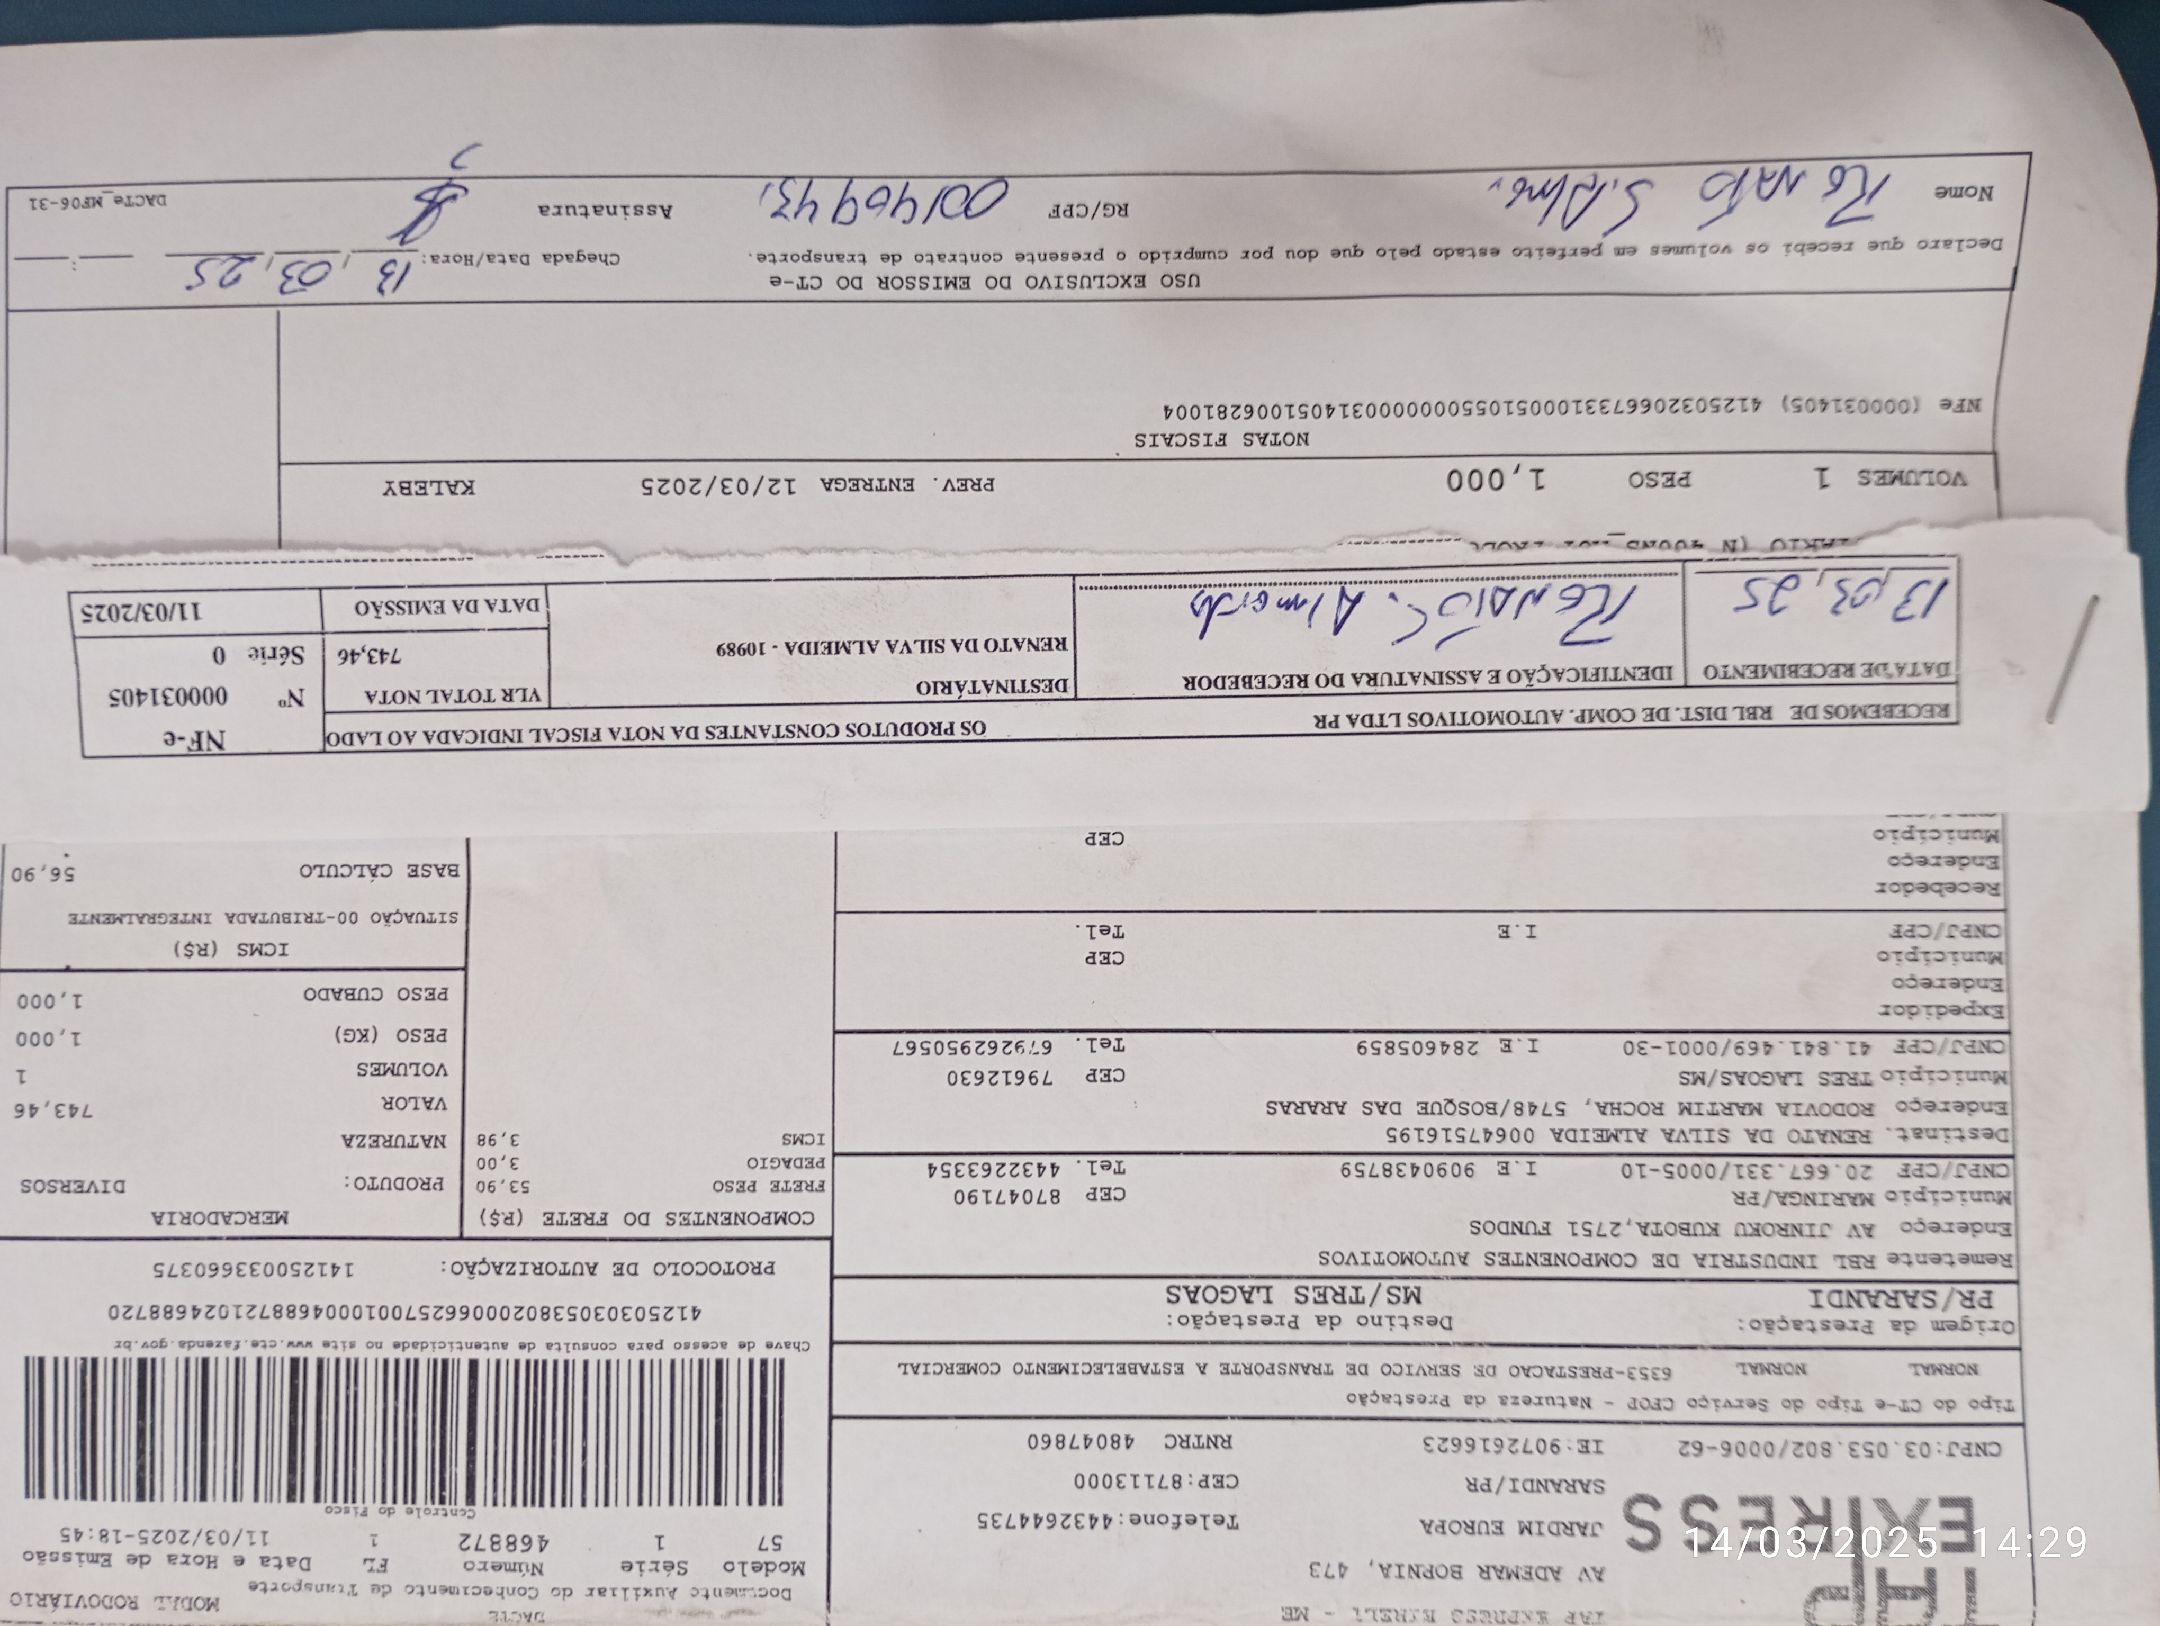 DACTE
Documento Auxiliar do Conhecimento de Transporte MODAL RODOVIÁRIO
Modelo Série Número FL Data e Hora de Emissão
57 1 468872 1 11/03/2025-18:45
Controle do Fisco
Chave de acesso para consulta de autenticidade no site www.cte.fazenda.gov.br
PROTOCOLO DE AUTORIZAÇÃO: 141250033660375
TAP EXPRESS EIRELI - ME
AV ADEMAR BORNIA, 473
JARDIM EUROPA Telefone:4432644735
SARANDI/PR CEP:87113000
CNPJ:03.053.802/0006-62 IE:9072616623 RNTRC 48047860
Tipo do CT-e Tipo do Serviço CFOP - Natureza da Prestação
NORMAL NORMAL 6353-PRESTACAO DE SERVICO DE TRANSPORTE A ESTABELECIMENTO COMERCIAL
Origem da Prestação: Destino da Prestação:
PR/SARANDI MS/TRES LAGOAS
Remetente RBL INDUSTRIA DE COMPONENTES AUTOMOTIVOS
Endereço AV JINROKU KUBOTA,2751 FUNDOS
Município MARINGA/PR CEP 87047190
CNPJ/CPF 20.667.331/0005-10 I.E 9090438759 Tel. 4432263354
Destinat. RENATO DA SILVA ALMEIDA 00647516195
Endereço RODOVIA MARTIM ROCHA, 5748/BOSQUE DAS ARARAS
Município TRES LAGOAS/MS CEP 79612630
CNPJ/CPF 41.841.469/0001-30 I.E 284605859 Tel. 67926295056​7
Expedidor
Endereço
Município CEP
CNPJ/CPF I.E Tel.
Recebedor
Endereço
Município CEP
COMPONENTES DO FRETE (R$)
FRETE PESO 53,90
PEDAGIO 3,00
ICMS 3,98
MERCADORIA
PRODUTO: DIVERSOS
NATUREZA
VALOR 743,46
VOLUMES 1
PESO (KG) 1,000
PESO CUBADO 1,000
ICMS (R$)
SITUAÇÃO 00-TRIBUTADA INTEGRALMENTE
BASE CÁLCULO 56,90
RECEBEMOS DE RBL DIST. DE COMP. AUTOMOTIVOS LTDA PR OS PRODUTOS CONSTANTES DA NOTA FISCAL INDICADA AO LADO
NF-e
Nº 000031405
Série 0
DATA DE RECEBIMENTO IDENTIFICAÇÃO E ASSINATURA DO RECEBEDOR DESTINATÁRIO VLR TOTAL NOTA
RENATO DA SILVA ALMEIDA - 10989 743,46
13,03,25 RENATO S. Almeida DATA DA EMISSÃO 11/03/2025
VOLUMES 1 PESO 1,000 PREV. ENTREGA 12/03/2025 KALEBY
NOTAS FISCAIS
NFe (000031405) 41250320667331000510550000000314051006281004
USO EXCLUSIVO DO EMISSOR DO CT-e
Declaro que recebi os volumes em perfeito estado pelo que dou por cumprido o presente contrato de transporte. Chegada Data/Hora: 13,03,25 :
Nome RENATO S. RG/CPF 001469443, Assinatura
DACTe_MF06-31
14/03/2025 14:29